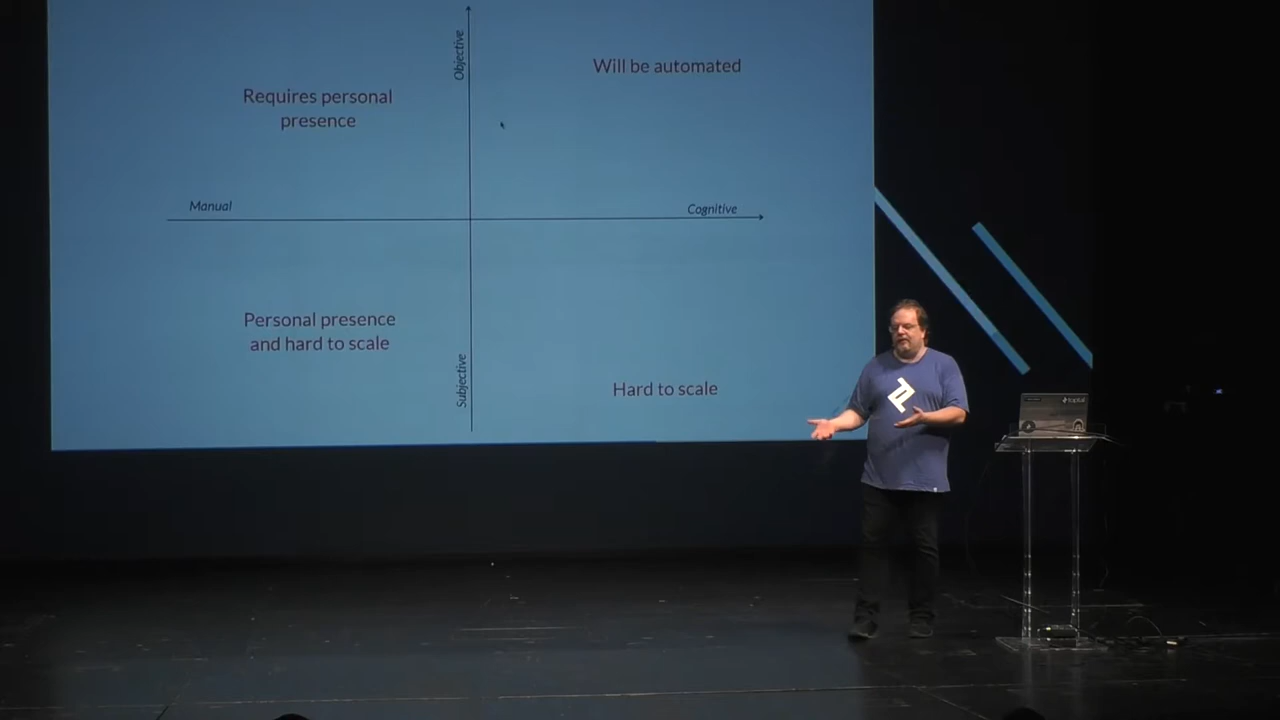 Objective
Will be automated
Requires personal
presence
Manual
Cognitive
Personal presence
and hard to scale
Subjective
Hard to scale
toptal